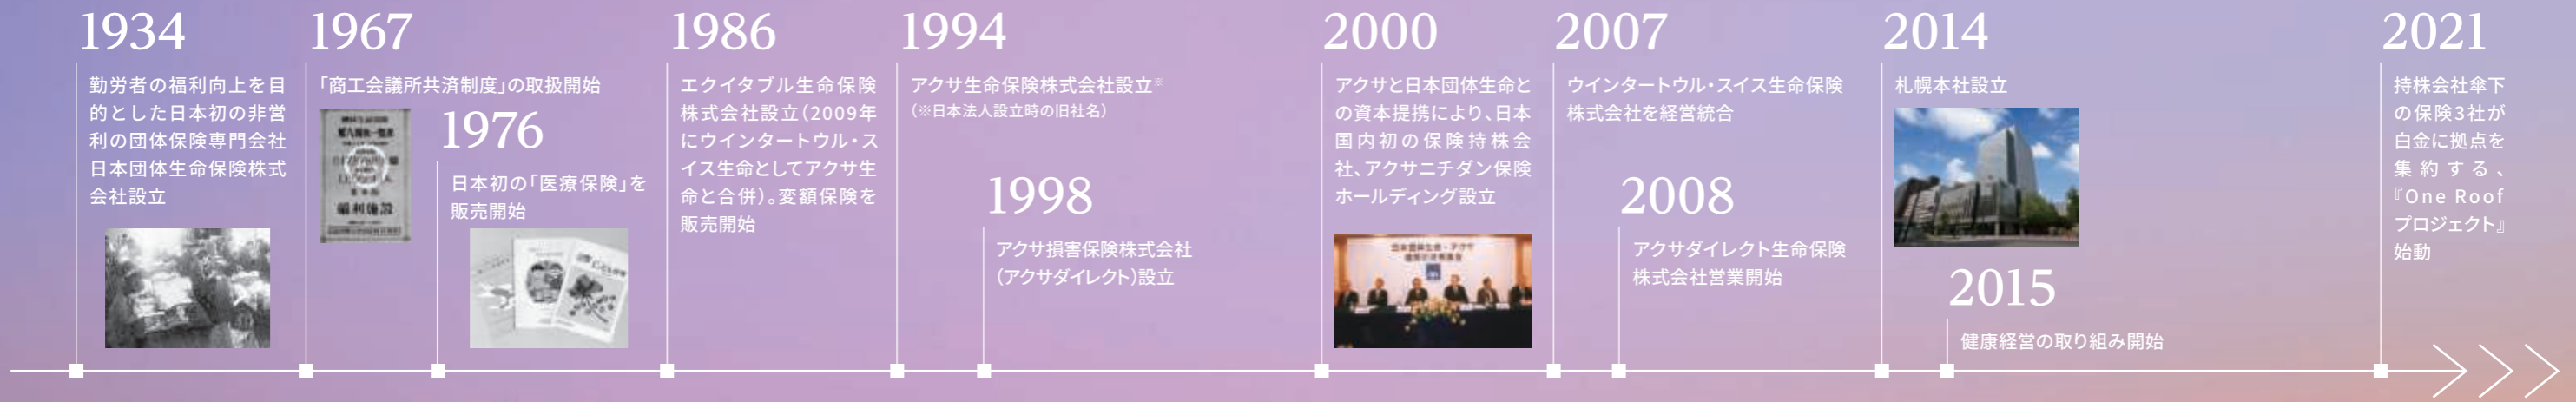 1934
勤労者の福利向上を目
的とした日本初の非営
利の団体保険専門会社
日本団体生命保険株式
会社設立
1967
「商工会議所共済制度」の取扱開始
1976
日本初の「医療保険」を
販売開始
1986
エクイタブル生命保険
株式会社設立(2009年
にウインタートウル・ス
イス生命としてアクサ生
命と合併)。変額保険を
販売開始
1994
アクサ生命保険株式会社設立※
(※日本法人設立時の旧社名)
1998
アクサ損害保険株式会社
(アクサダイレクト)設立
2000
アクサと日本団体生命と
の資本提携により、日本
国内初の保険持株会
社、アクサニチダン保険
ホールディング設立
2007
ウインタートウル・スイス生命保険
株式会社を経営統合
2008
アクサダイレクト生命保険
株式会社営業開始
2014
札幌本社設立
2015
健康経営の取り組み開始
2021
持株会社傘下
の保険3社が
白金に拠点を
集約する、
『One Roof
プロジェクト』
始動